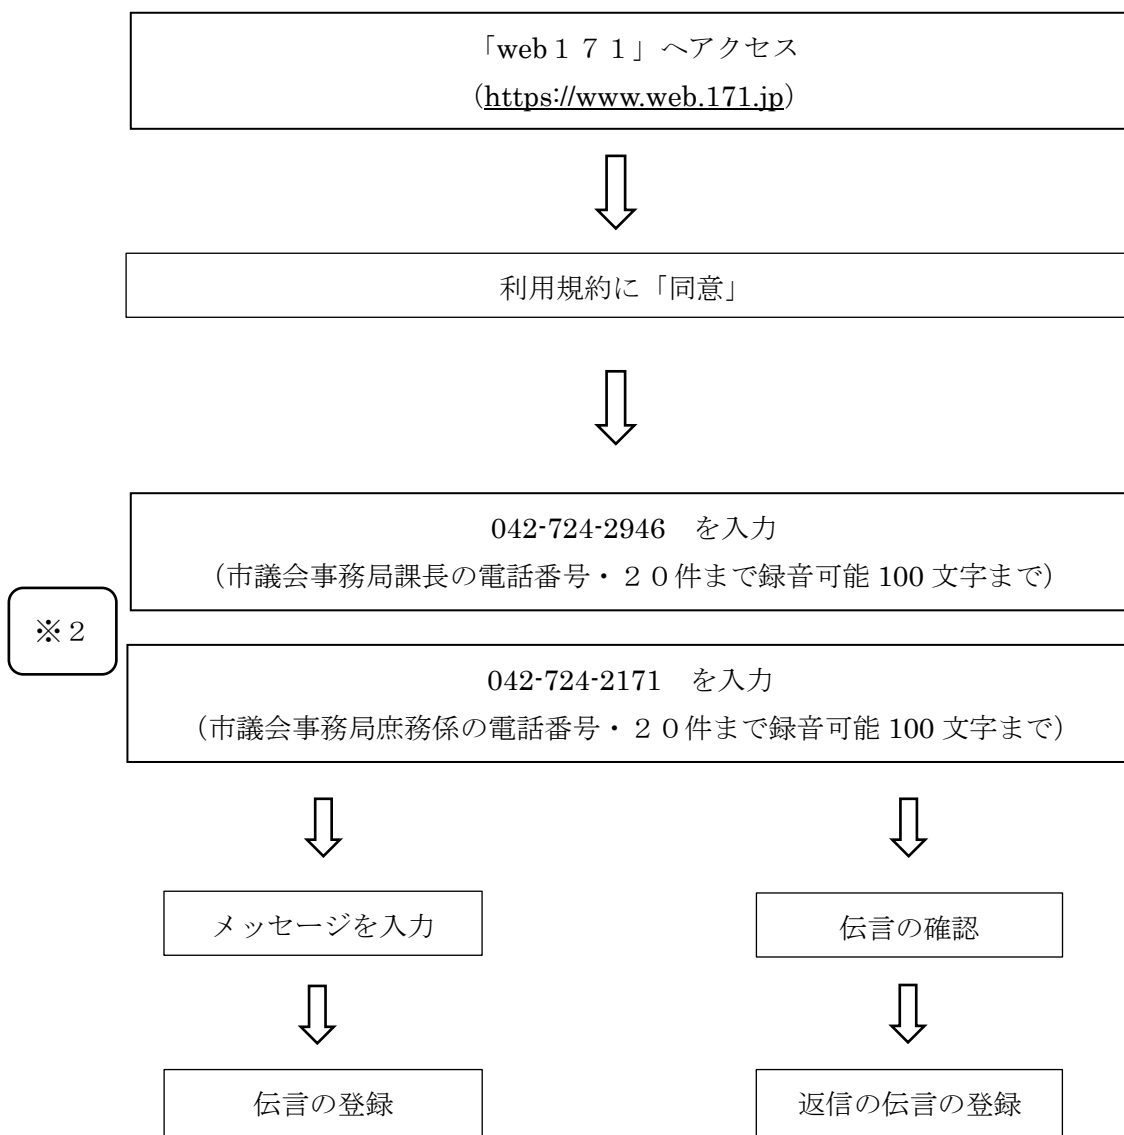 「web１７１」へアクセス
(https://www.web.171.jp)
利用規約に「同意」
042-724-2946　を入力
（市議会事務局課長の電話番号・２０件まで録音可能 100 文字まで）
※２
042-724-2171　を入力
（市議会事務局庶務係の電話番号・２０件まで録音可能 100 文字まで）
メッセージを入力
伝言の確認
伝言の登録
返信の伝言の登録